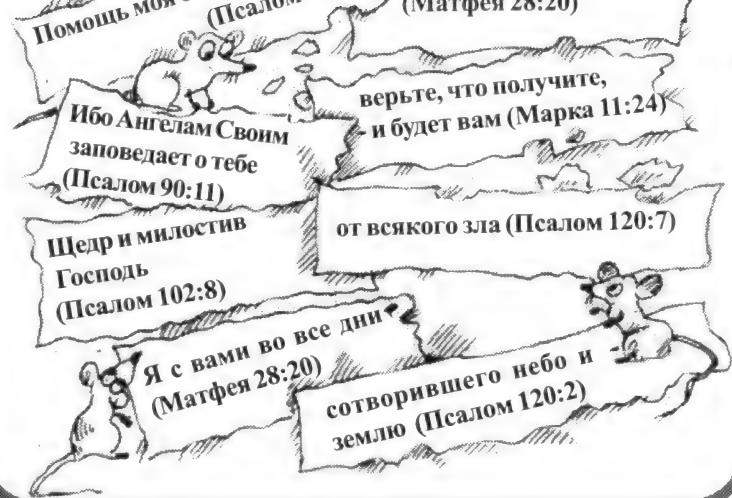 Помощь моя
(Псалом
(Матфея 28:20)
верьте, что получите,
- и будет вам (Марка 11:24)
Ибо Ангелам Своим
заповедает о тебе
(Псалом 90:11)
от всякого зла (Псалом 120:7)
Щедр и милостив
Господь
(Псалом 102:8)
Я с вами во все дни
(Матфея 28:20)
сотворившего небо и
землю (Псалом 120:2)